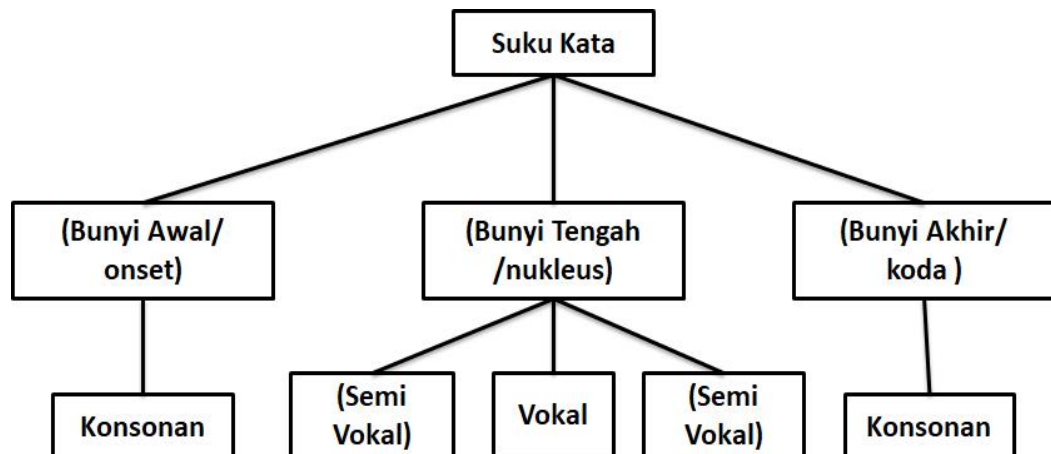 Suku Kata
(Bunyi Awal/
onset)
(Bunyi Tengah
/nukleus)
(Bunyi Akhir/
koda )
Konsonan
(Semi
Vokal)
Vokal
(Semi
Vokal)
Konsonan